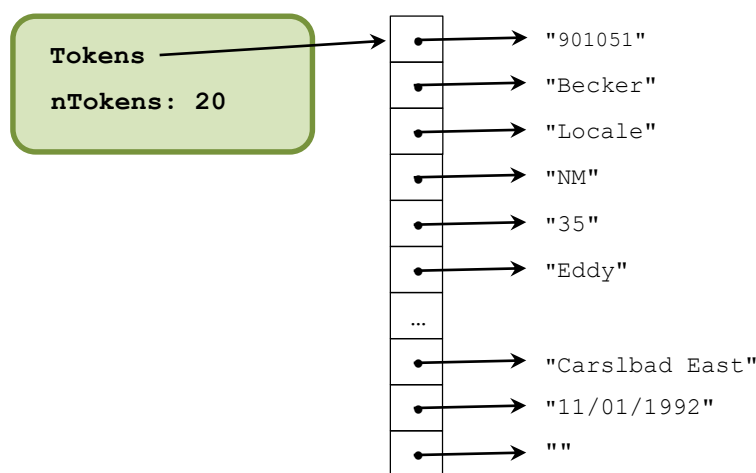 Tokens
nTokens: 20
"901051"
"Becker"
"Locale"
"NM"
"35"
"Eddy"
…
"Carslbad East"
"11/01/1992"
""